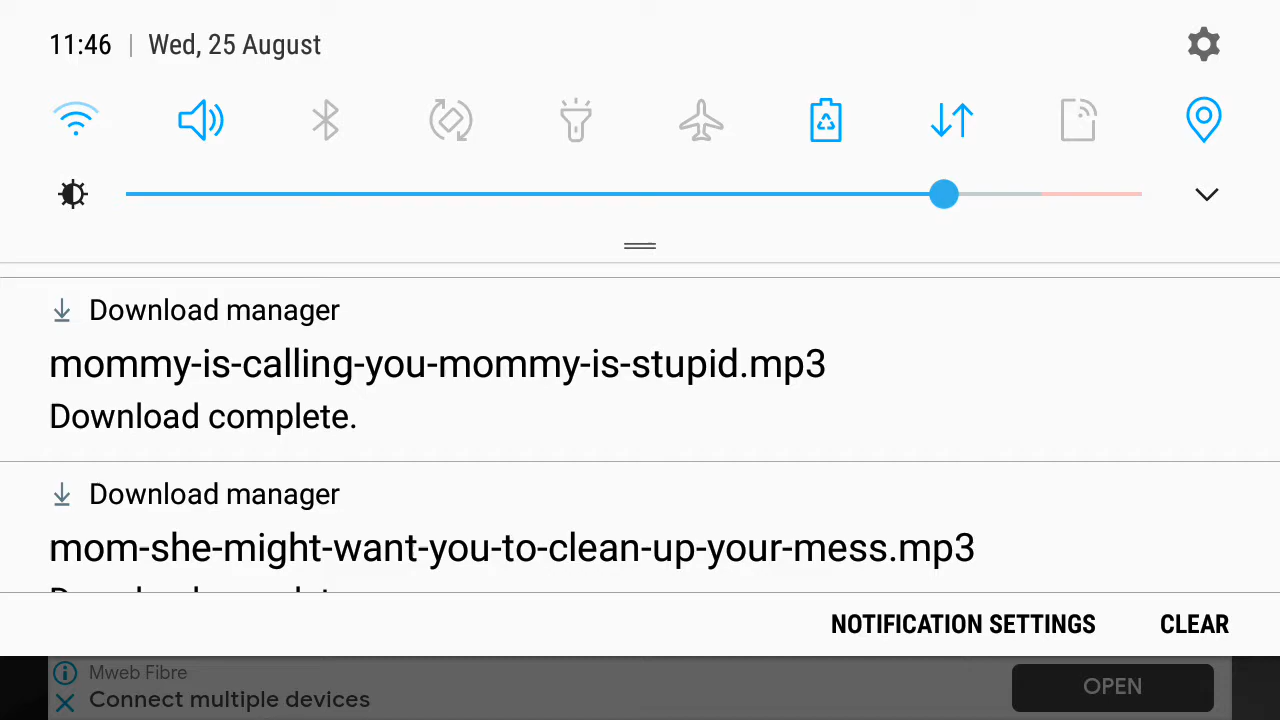 11:46 | Wed, 25 August
Download manager
mommy-is-calling-you-mommy-is-stupid.mp3
Download complete.
Download manager
mom-she-might-want-you-to-clean-up-your-mess.mp3
NOTIFICATION SETTINGS CLEAR
Mweb Fibre
Connect multiple devices
OPEN